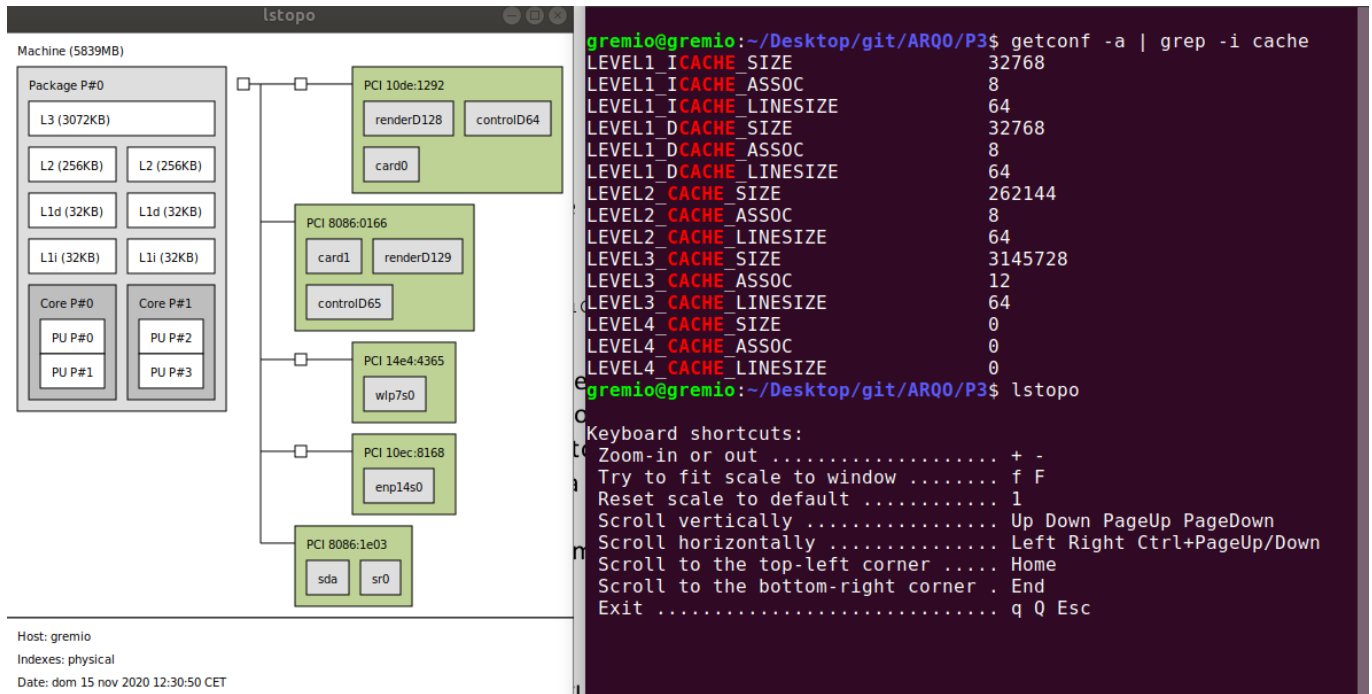 lstopo
Machine (5839MB)
Package P#0
L3 (3072KB)
L2 (256KB) L2 (256KB)
L1d (32KB) L1d (32KB)
L1i (32KB) L1i (32KB)
Core P#0 Core P#1
PU P#0 PU P#2
PU P#1 PU P#3
PCI 10de:1292
renderD128 controlD64
card0
PCI 8086:0166
card1 renderD129
controlD65
PCI 14e4:4365
wlp7s0
PCI 10ec:8168
enp14s0
PCI 8086:1e03
sda sr0
Host: gremio
Indexes: physical
Date: dom 15 nov 2020 12:30:50 CET
gremio@gremio:~/Desktop/git/ARQO/P3$ getconf -a | grep -i cache
LEVEL1_ICACHE_SIZE 32768
LEVEL1_ICACHE_ASSOC 8
LEVEL1_ICACHE_LINESIZE 64
LEVEL1_DCACHE_SIZE 32768
LEVEL1_DCACHE_ASSOC 8
LEVEL1_DCACHE_LINESIZE 64
LEVEL2_CACHE_SIZE 262144
LEVEL2_CACHE_ASSOC 8
LEVEL2_CACHE_LINESIZE 64
LEVEL3_CACHE_SIZE 3145728
LEVEL3_CACHE_ASSOC 12
LEVEL3_CACHE_LINESIZE 64
LEVEL4_CACHE_SIZE 0
LEVEL4_CACHE_ASSOC 0
LEVEL4_CACHE_LINESIZE 0
gremio@gremio:~/Desktop/git/ARQO/P3$ lstopo
Keyboard shortcuts:
Zoom-in or out .................... + -
Try to fit scale to window ........ f F
Reset scale to default ............ 1
Scroll vertically ................. Up Down PageUp PageDown
Scroll horizontally ............... Left Right Ctrl+PageUp/Down
Scroll to the top-left corner ..... Home
Scroll to the bottom-right corner . End
Exit .............................. q Q Esc